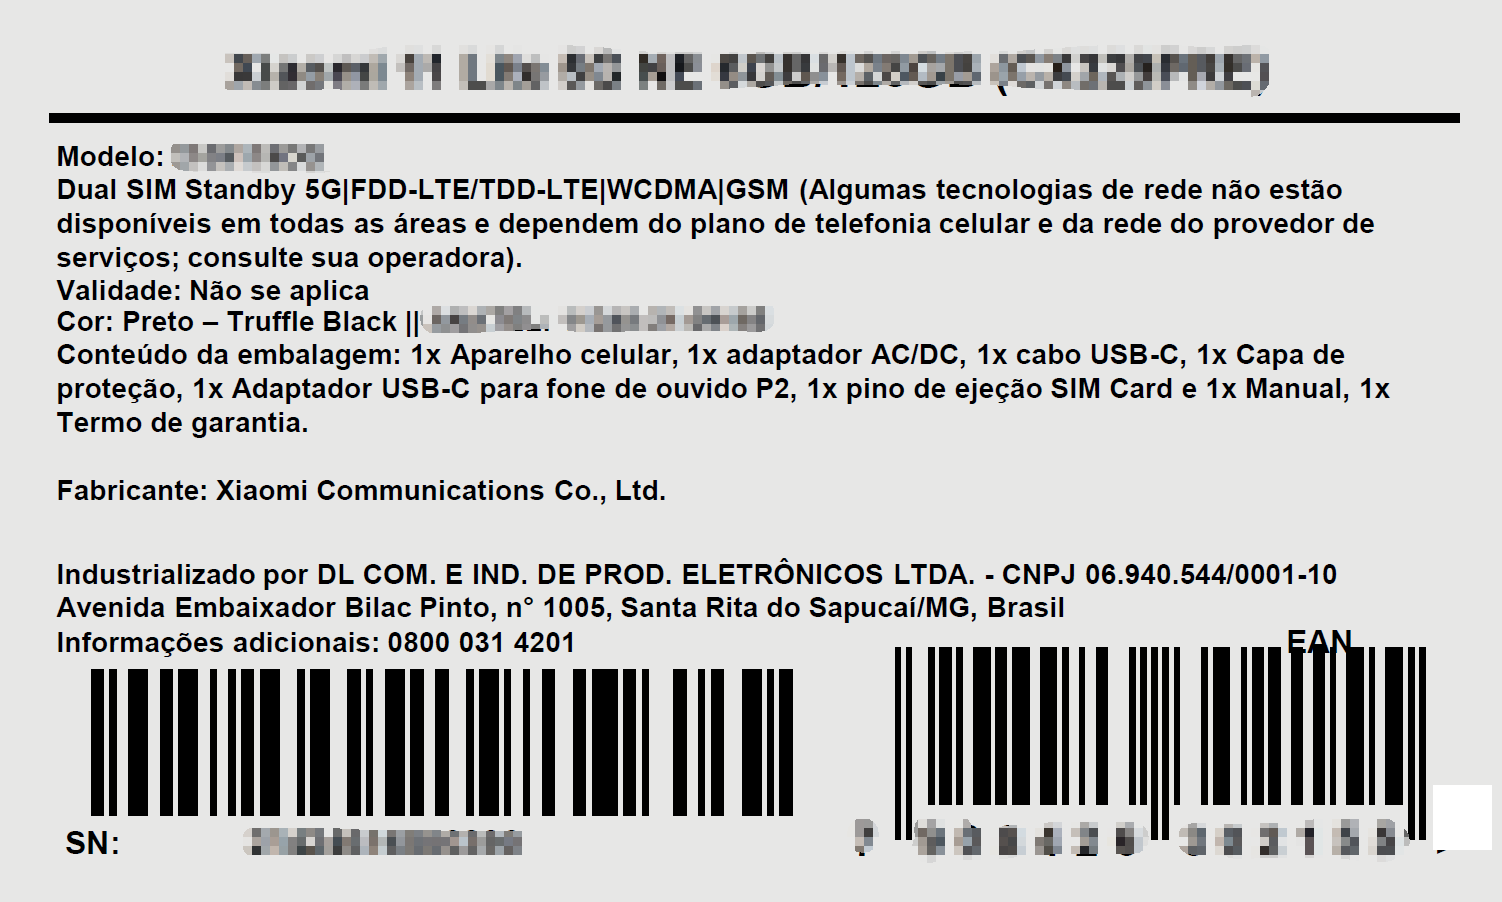 Modelo:
Dual SIM Standby 5G|FDD-LTE/TDD-LTE|WCDMA|GSM (Algumas tecnologias de rede não estão
disponíveis em todas as áreas e dependem do plano de telefonia celular e da rede do provedor de
serviços; consulte sua operadora).
Validade: Não se aplica
Cor: Preto – Truffle Black ||
Conteúdo da embalagem: 1x Aparelho celular, 1x adaptador AC/DC, 1x cabo USB-C, 1x Capa de
proteção, 1x Adaptador USB-C para fone de ouvido P2, 1x pino de ejeção SIM Card e 1x Manual, 1x
Termo de garantia.
Fabricante: Xiaomi Communications Co., Ltd.
Industrializado por DL COM. E IND. DE PROD. ELETRÔNICOS LTDA. - CNPJ 06.940.544/0001-10
Avenida Embaixador Bilac Pinto, n° 1005, Santa Rita do Sapucaí/MG, Brasil
Informações adicionais: 0800 031 4201
EAN
SN: